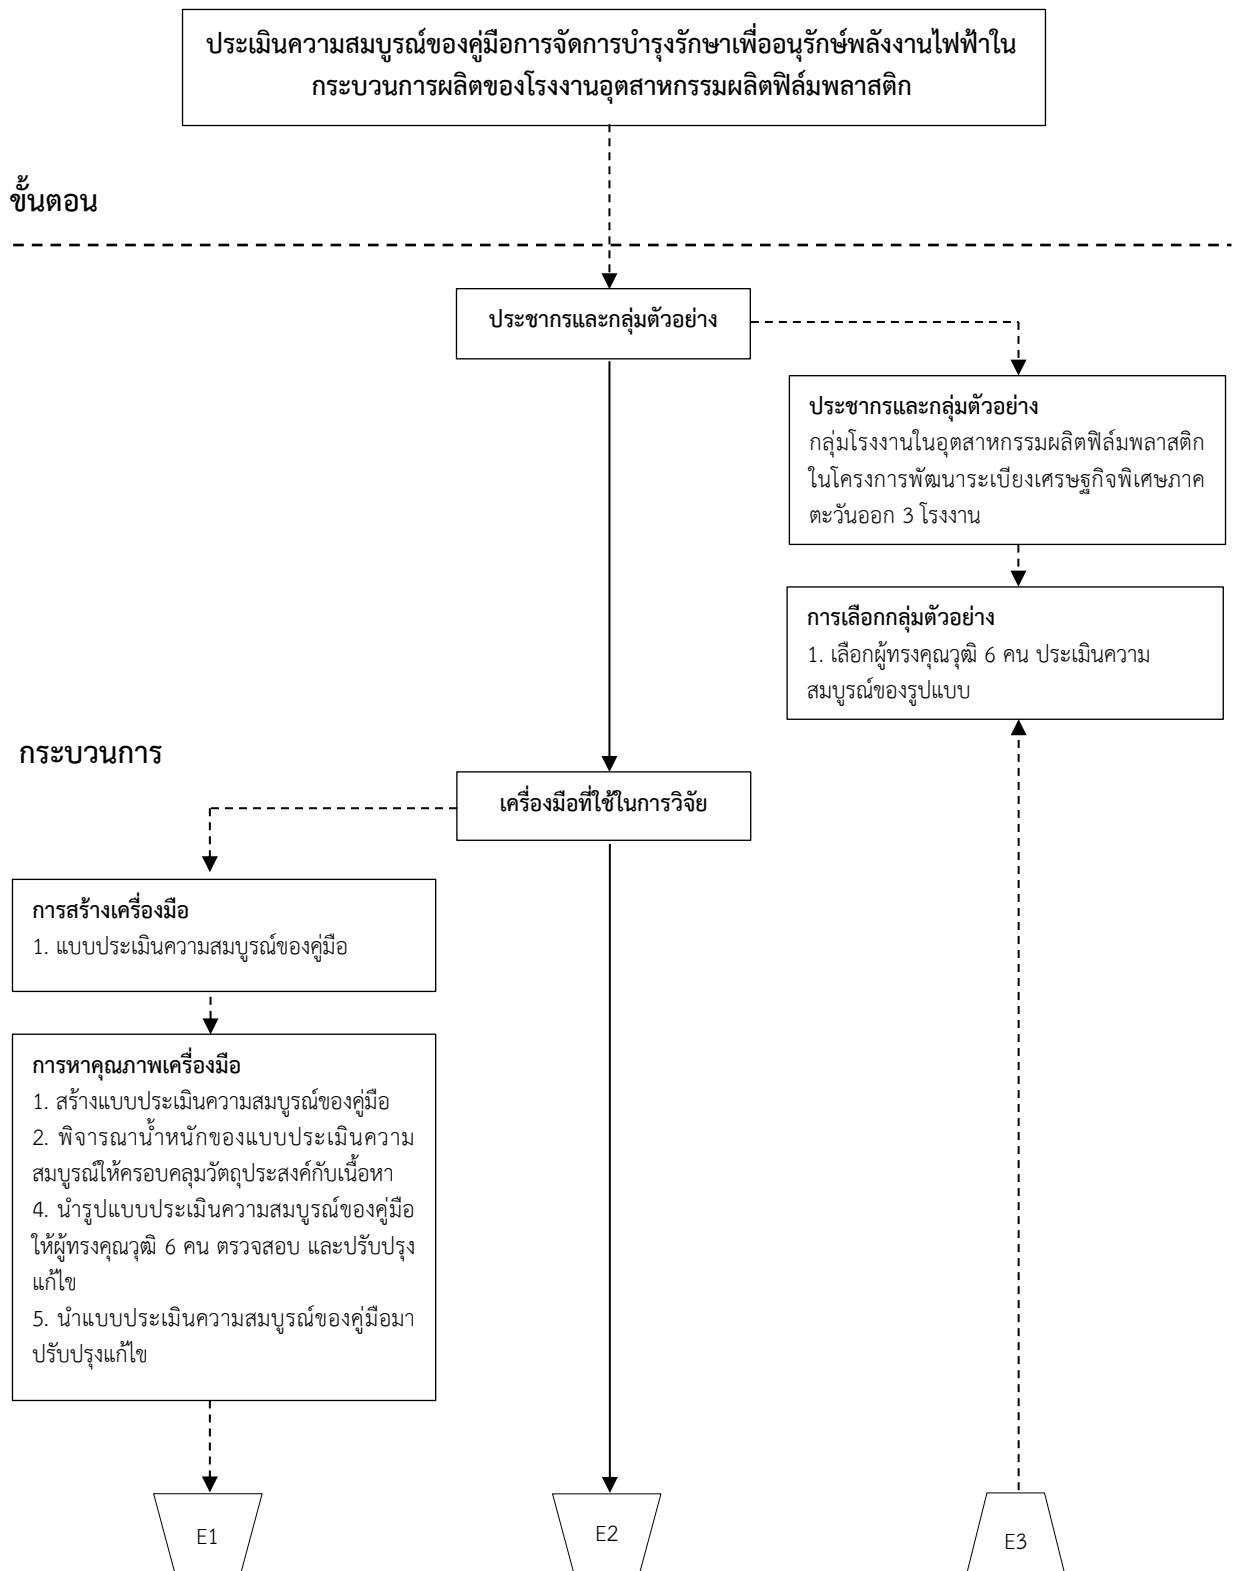 ประเมินความสมบูรณ์ของคู่มือการจัดการบำรุงรักษาเพื่ออนุรักษ์พลังงานไฟฟ้าใน
กระบวนการผลิตของโรงงานอุตสาหกรรมผลิตฟิล์มพลาสติก
ขั้นตอน
ประชากรและกลุ่มตัวอย่าง
ประชากรและกลุ่มตัวอย่าง
กลุ่มโรงงานในอุตสาหกรรมผลิตฟิล์มพลาสติก
ในโครงการพัฒนาระเบียงเศรษฐกิจพิเศษภาค
ตะวันออก 3 โรงงาน
การเลือกกลุ่มตัวอย่าง
1. เลือกผู้ทรงคุณวุฒิ 6 คน ประเมินความ
สมบูรณ์ของรูปแบบ
กระบวนการ
เครื่องมือที่ใช้ในการวิจัย
การสร้างเครื่องมือ
1. แบบประเมินความสมบูรณ์ของคู่มือ
การหาคุณภาพเครื่องมือ
1. สร้างแบบประเมินความสมบูรณ์ของคู่มือ
2. พิจารณาน้ำหนักของแบบประเมินความ
สมบูรณ์ให้ครอบคลุมวัตถุประสงค์กับเนื้อหา
4. นำรูปแบบประเมินความสมบูรณ์ของคู่มือ
ให้ผู้ทรงคุณวุฒิ 6 คน ตรวจสอบ และปรับปรุง
แก้ไข
5. นำแบบประเมินความสมบูรณ์ของคู่มือมา
ปรับปรุงแก้ไข
E1
E2
E3